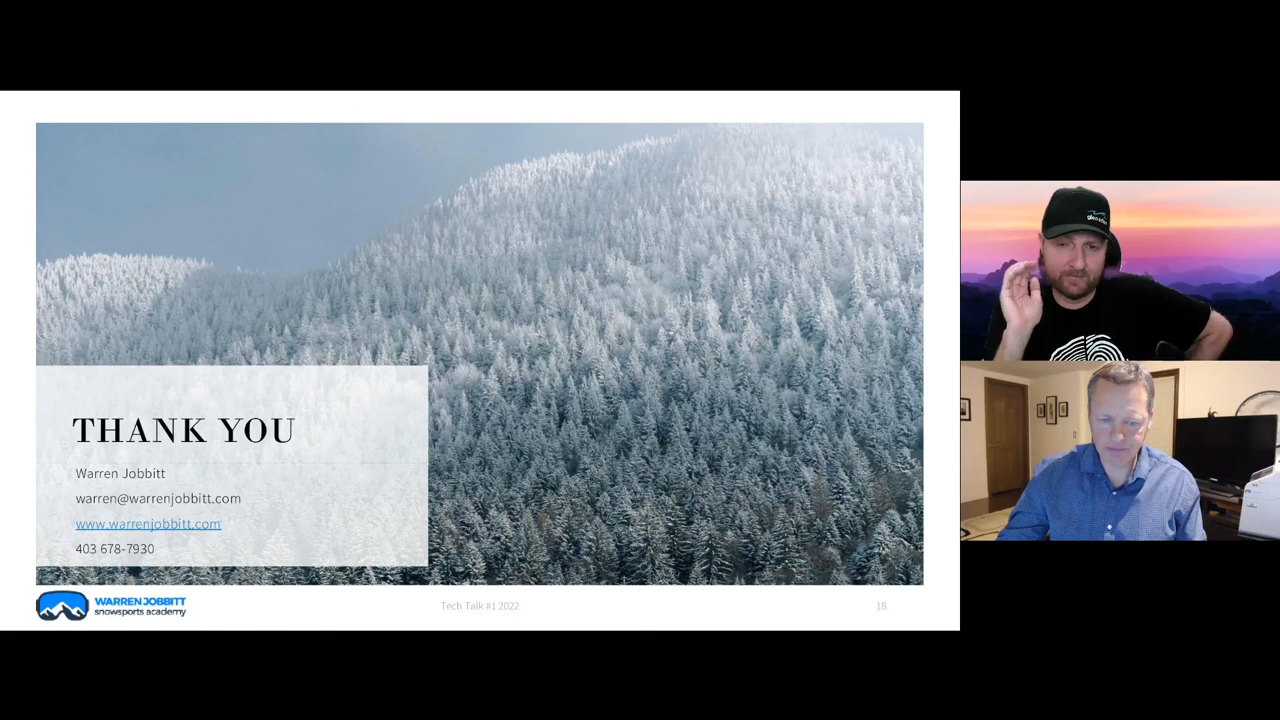 THANK YOU
Warren Jobbitt
warren@warrenjobbitt.com
www.warrenjobbitt.com
403 678-7930
WARREN JOBBITT
snowsports academy
Tech Talk #1 2022
18